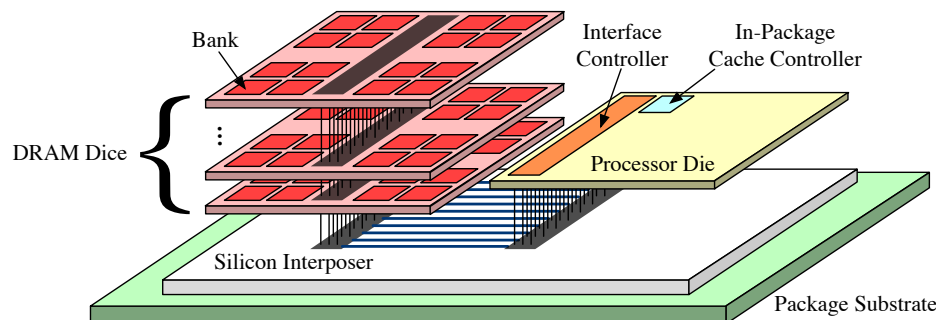 Bank
Interface
Controller
In-Package
Cache Controller
DRAM Dice
Processor Die
Silicon Interposer
Package Substrate